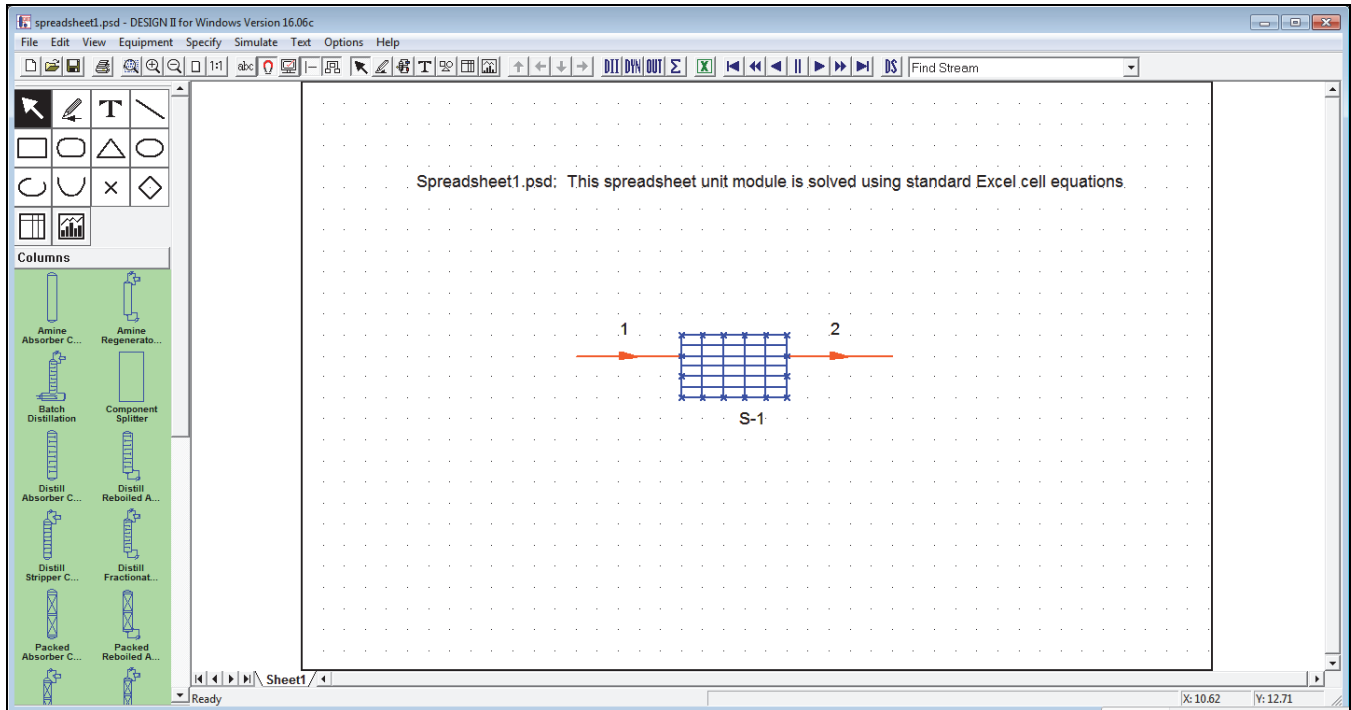 spreadsheet1.psd - DESIGN II for Windows Version 16.06c
File Edit View Equipment Specify Simulate Text Options Help
1:1 abc T DII DYN OUT Σ X DS Find Stream
T
Columns
Amine Absorber C...
Amine Regenerato...
Batch Distillation
Component Splitter
Distill Absorber C...
Distill Reboiled A...
Distill Stripper C...
Distill Fractionat...
Packed Absorber C...
Packed Reboiled A...
Spreadsheet1.psd: This spreadsheet unit module is solved using standard Excel cell equations
1
2
S-1
Sheet1
Ready
X: 10.62 Y: 12.71